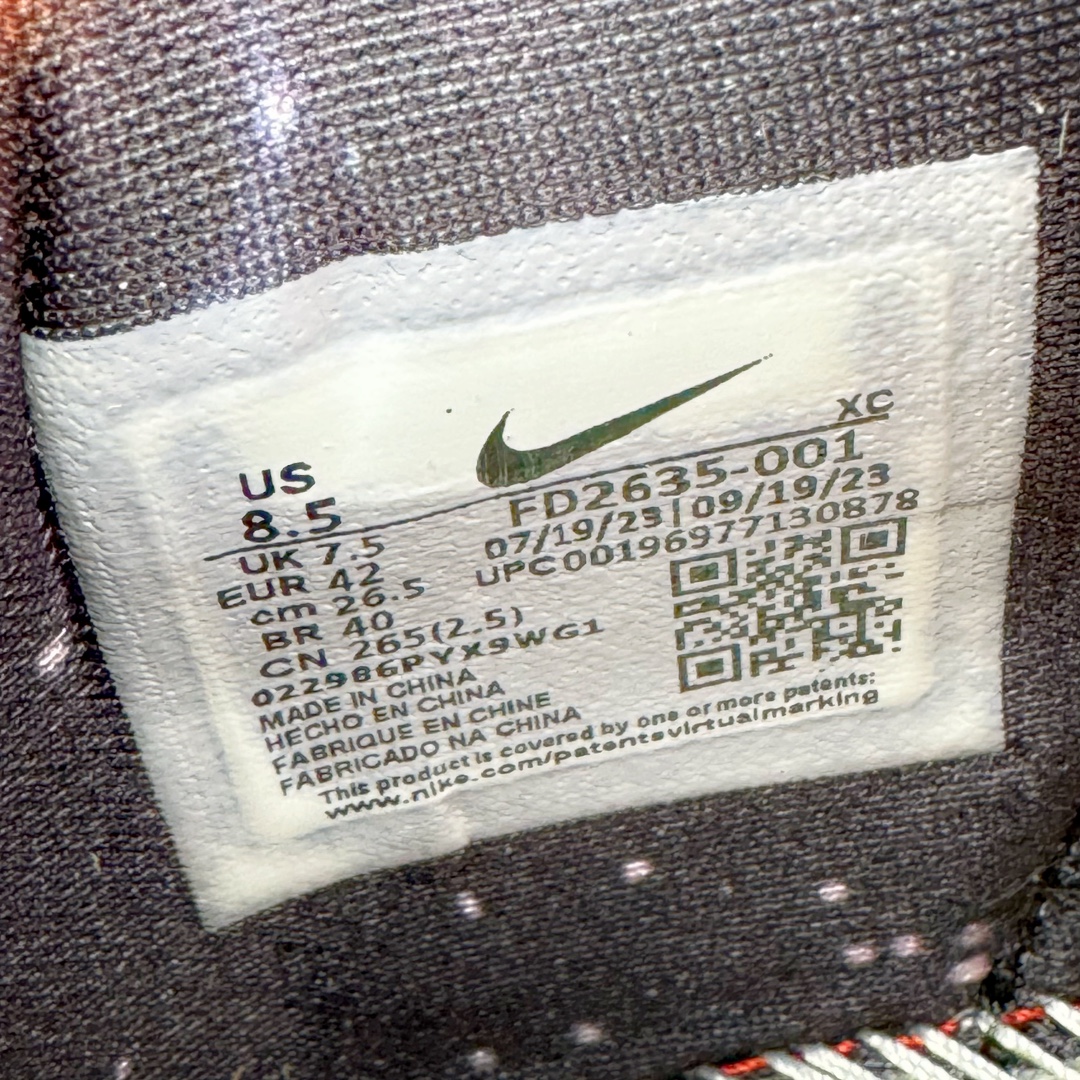 US
8.5
XC
UK 7.5
FD2635-001
EUR 42
07/19/23|09/19/23
cm 26.5
UPC00196977130878
BR 40
CN 265(2.5)
022986PYX9WG1
MADE IN CHINA
HECHO EN CHINA
FABRIQUE EN CHINE
FABRICADO NA CHINA
This product is covered by one or more patents:
www.nike.com/patentsvirtualmarking